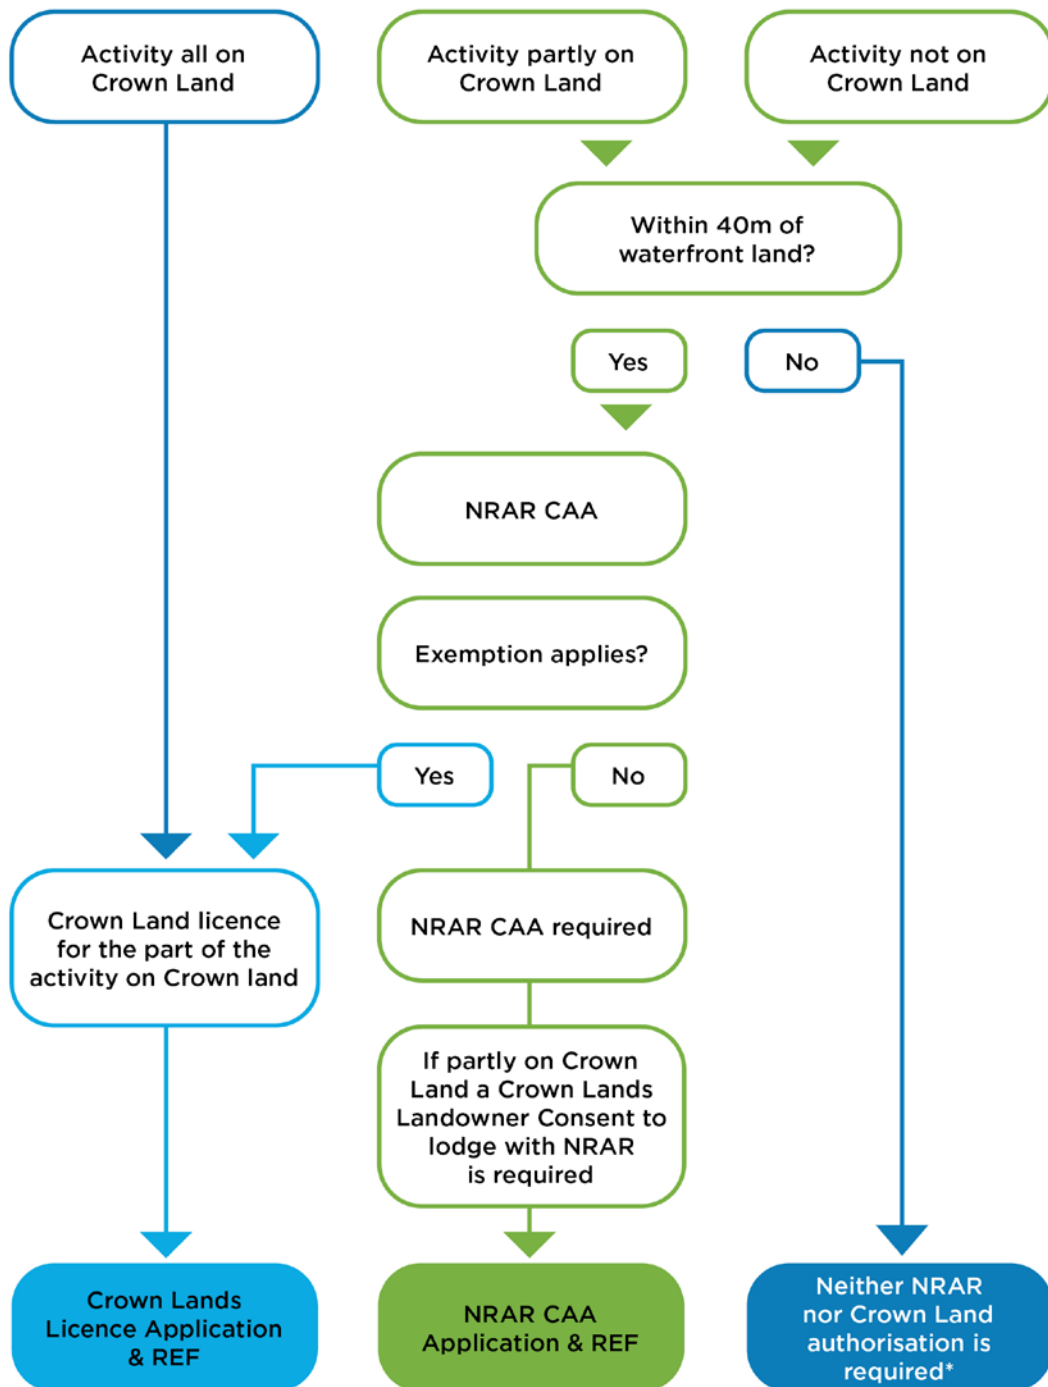 Activity all on
Crown Land
Activity partly on
Crown Land
Activity not on
Crown Land
Within 40m of
waterfront land?
Yes
No
NRAR CAA
Exemption applies?
Yes
No
Crown Land licence
for the part of the
activity on Crown land
NRAR CAA required
If partly on Crown
Land a Crown Lands
Landowner Consent to
lodge with NRAR
is required
Crown Lands
Licence Application
& REF
NRAR CAA
Application & REF
Neither NRAR
nor Crown Land
authorisation is
required*